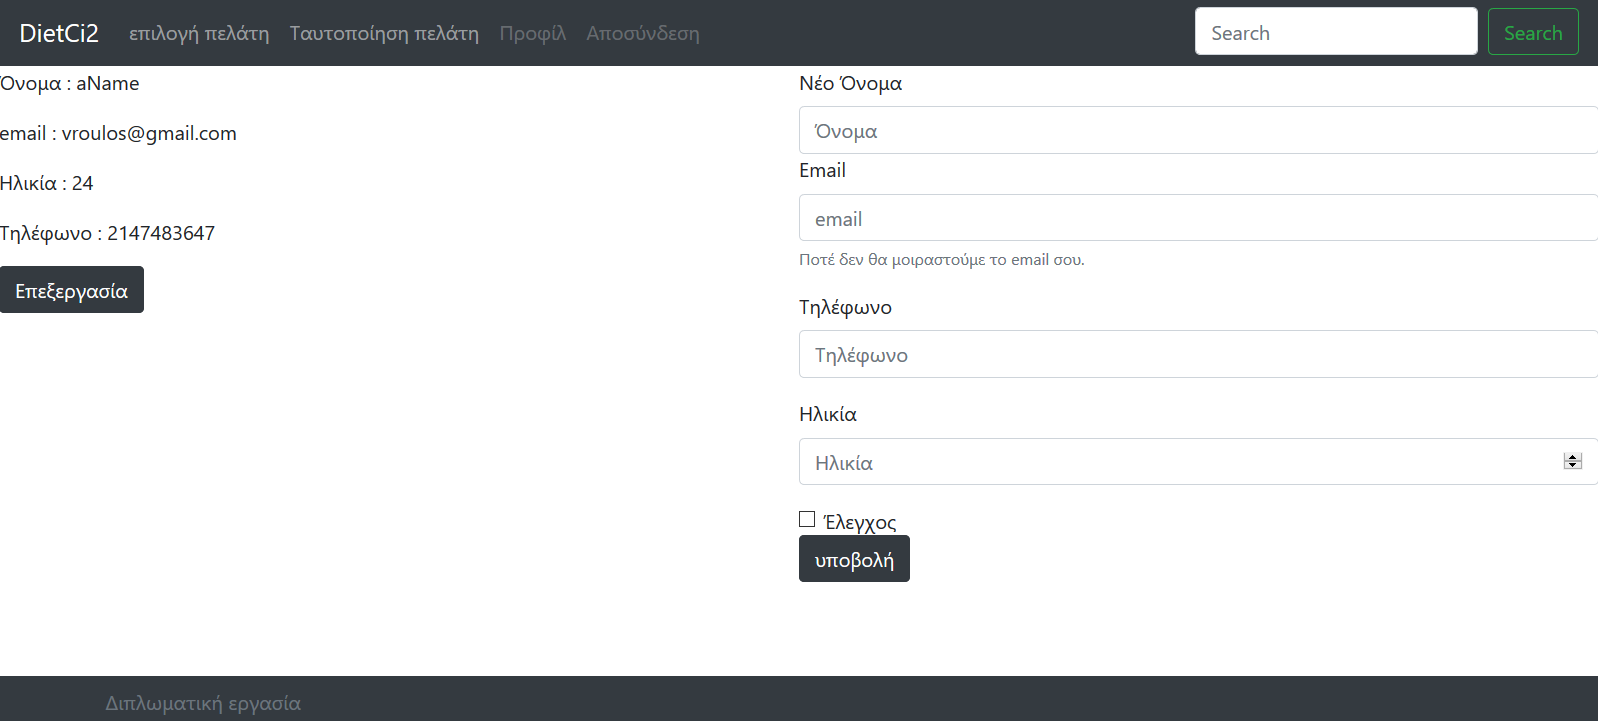 DietCi2 επιλογή πελάτη Ταυτοποίηση πελάτη Προφίλ Αποσύνδεση Search Search
Όνομα : aName
email : vroulos@gmail.com
Ηλικία : 24
Τηλέφωνο : 2147483647
Επεξεργασία
Νέο Όνομα
Όνομα
Email
email
Ποτέ δεν θα μοιραστούμε το email σου.
Τηλέφωνο
Τηλέφωνο
Ηλικία
Ηλικία
Έλεγχος
υποβολή
Διπλωματική εργασία